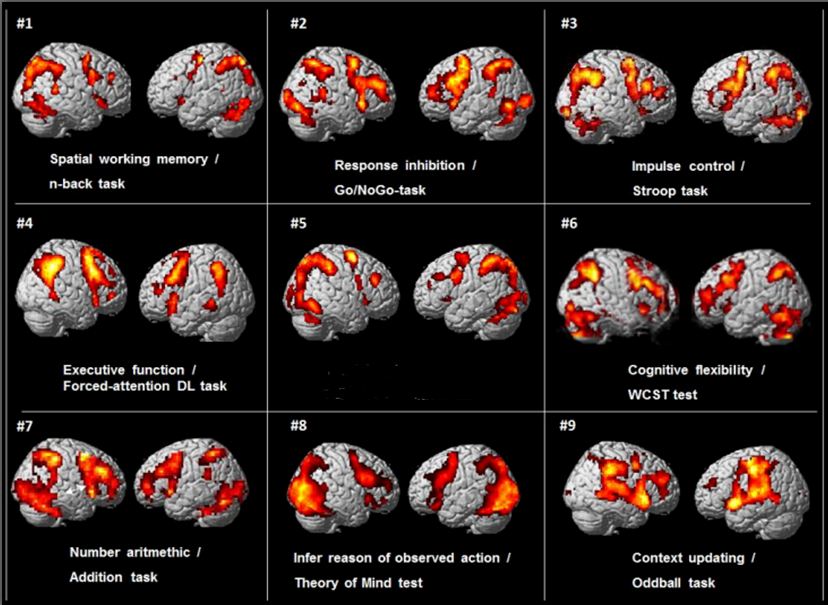 #1
Spatial working memory /
n-back task
#2
Response inhibition /
Go/NoGo-task
#3
Impulse control /
Stroop task
#4
Executive function /
Forced-attention DL task
#5
#6
Cognitive flexibility /
WCST test
#7
Number aritmethic /
Addition task
#8
Infer reason of observed action /
Theory of Mind test
#9
Context updating /
Oddball task